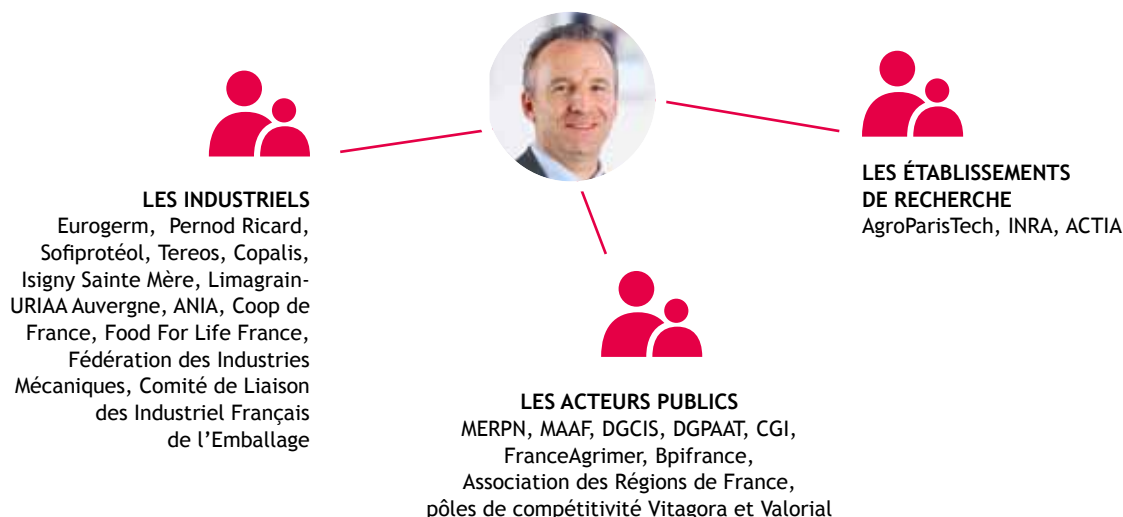 LES INDUSTRIELS
Eurogerm, Pernod Ricard,
Sofiprotéol, Tereos, Copalis,
Isigny Sainte Mère, Limagrain-
URIAA Auvergne, ANIA, Coop de
France, Food For Life France,
Fédération des Industries
Mécaniques, Comité de Liaison
des Industriel Français
de l’Emballage
LES ACTEURS PUBLICS
MERPN, MAAF, DGCIS, DGPAAT, CGI,
FranceAgrimer, Bpifrance,
Association des Régions de France,
pôles de compétitivité Vitagora et Valorial
LES ÉTABLISSEMENTS
DE RECHERCHE
AgroParisTech, INRA, ACTIA